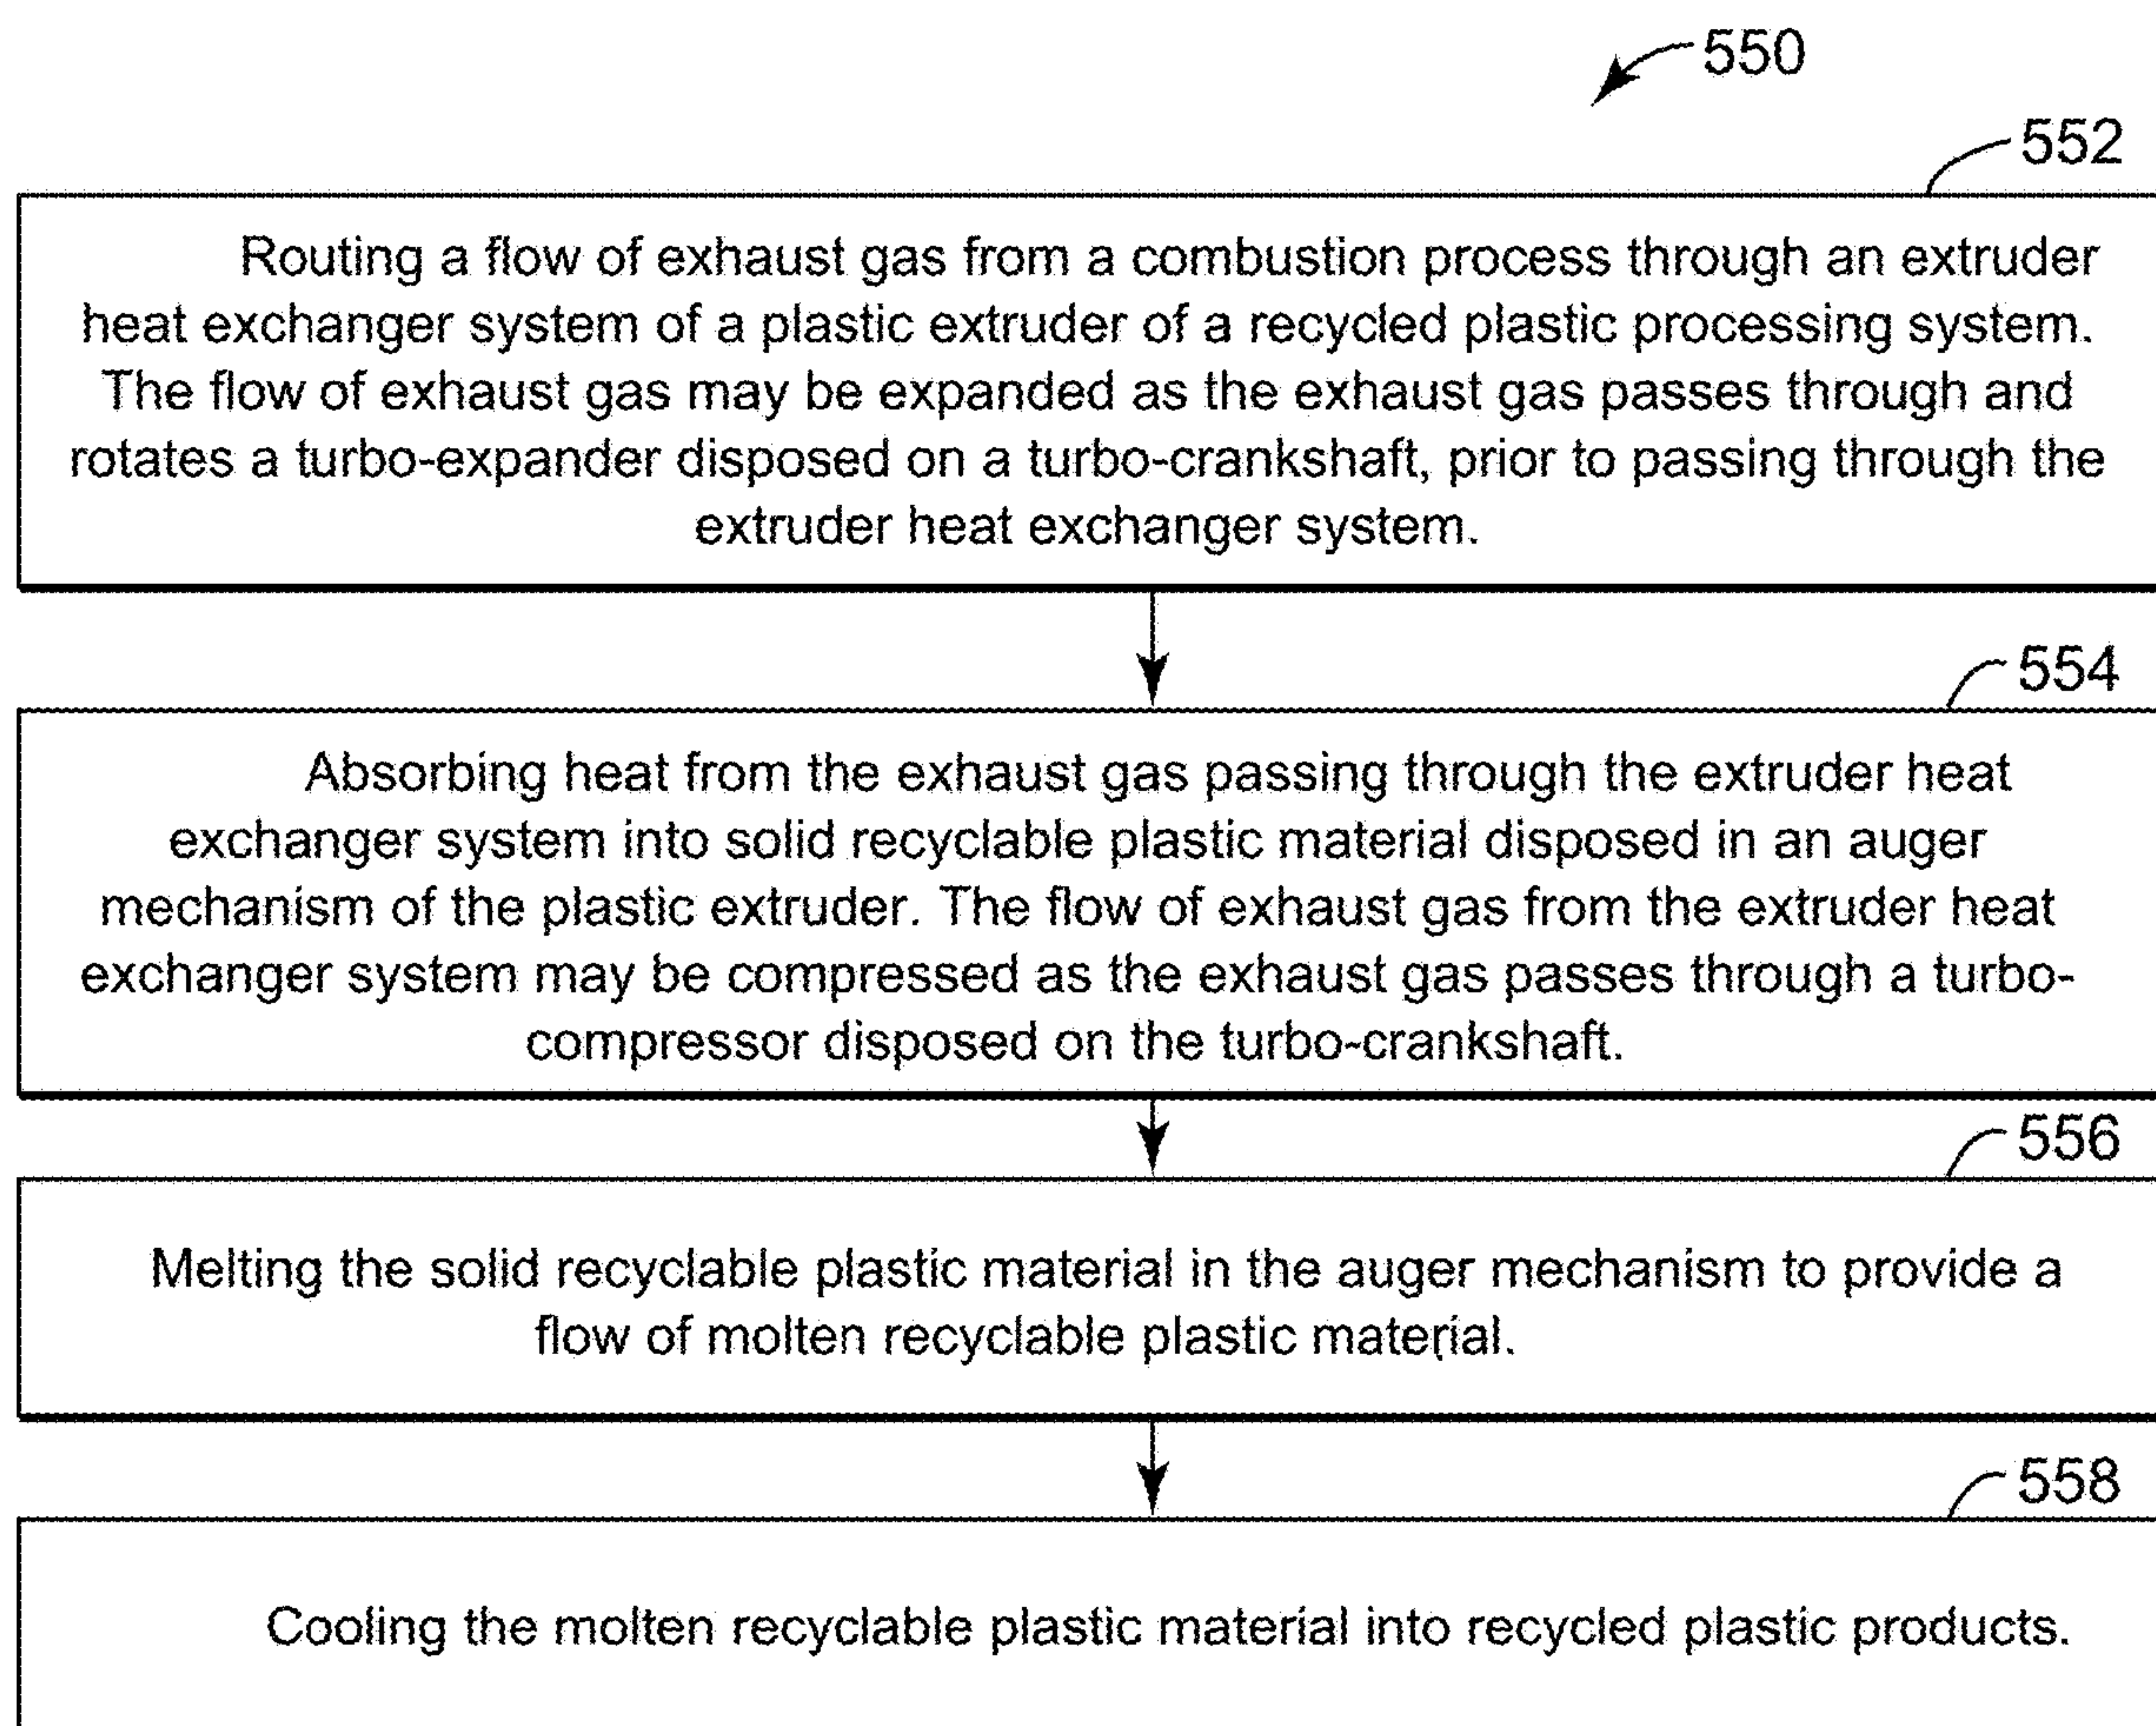 550
552
Routing a flow of exhaust gas from a combustion process through an extruder
heat exchanger system of a plastic extruder of a recycled plastic processing system.
The flow of exhaust gas may be expanded as the exhaust gas passes through and
rotates a turbo-expander disposed on a turbo-crankshaft, prior to passing through the
extruder heat exchanger system.
554
Absorbing heat from the exhaust gas passing through the extruder heat
exchanger system into solid recyclable plastic material disposed in an auger
mechanism of the plastic extruder. The flow of exhaust gas from the extruder heat
exchanger system may be compressed as the exhaust gas passes through a turbo-
compressor disposed on the turbo-crankshaft.
556
Melting the solid recyclable plastic material in the auger mechanism to provide a
flow of molten recyclable plastic material.
558
Cooling the molten recyclable plastic material into recycled plastic products.